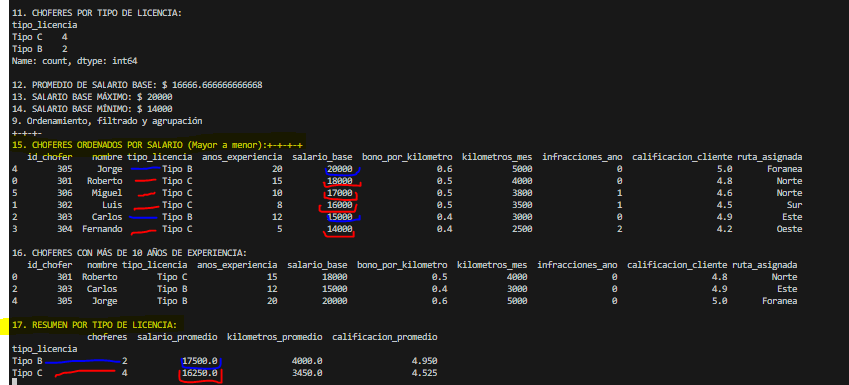 11. CHOFERES POR TIPO DE LICENCIA:
tipo_licencia
Tipo C    4
Tipo B    2
Name: count, dtype: int64
12. PROMEDIO DE SALARIO BASE: $ 16666.666666666668
13. SALARIO BASE MÁXIMO: $ 20000
14. SALARIO BASE MÍNIMO: $ 14000
9. Ordenamiento, filtrado y agrupación
+-+-+-
15. CHOFERES ORDENADOS POR SALARIO (Mayor a menor):+-+-+-+
id_chofer nombre tipo_licencia anos_experiencia salario_base bono_por_kilometro kilometros_mes infracciones_ano calificacion_cliente ruta_asignada
4 305 Jorge Tipo B 20 20000 0.6 5000 0 5.0 Foranea
0 301 Roberto Tipo C 15 18000 0.5 4000 0 4.8 Norte
5 306 Miguel Tipo C 10 17000 0.5 3800 1 4.6 Norte
1 302 Luis Tipo C 8 16000 0.5 3500 1 4.5 Sur
2 303 Carlos Tipo B 12 15000 0.4 3000 0 4.9 Este
3 304 Fernando Tipo C 5 14000 0.4 2500 2 4.2 Oeste
16. CHOFERES CON MÁS DE 10 AÑOS DE EXPERIENCIA:
id_chofer nombre tipo_licencia anos_experiencia salario_base bono_por_kilometro kilometros_mes infracciones_ano calificacion_cliente ruta_asignada
0 301 Roberto Tipo C 15 18000 0.5 4000 0 4.8 Norte
2 303 Carlos Tipo B 12 15000 0.4 3000 0 4.9 Este
4 305 Jorge Tipo B 20 20000 0.6 5000 0 5.0 Foranea
17. RESUMEN POR TIPO DE LICENCIA:
choferes salario_promedio kilometros_promedio calificacion_promedio
tipo_licencia
Tipo B 2 17500.0 4000.0 4.950
Tipo C 4 16250.0 3450.0 4.525